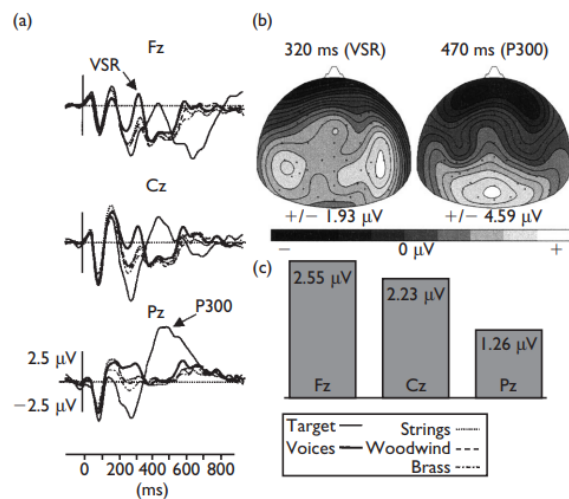 (a)
Fz
VSR
Cz
Pz
P300
2.5 µV
−2.5 µV
0 200 400 600 800
(ms)
(b)
320 ms (VSR) 470 ms (P300)
+/− 1.93 µV +/− 4.59 µV
− 0 µV +
(c)
2.55 µV 2.23 µV 1.26 µV
Fz Cz Pz
Target Strings
Voices Woodwind
Brass